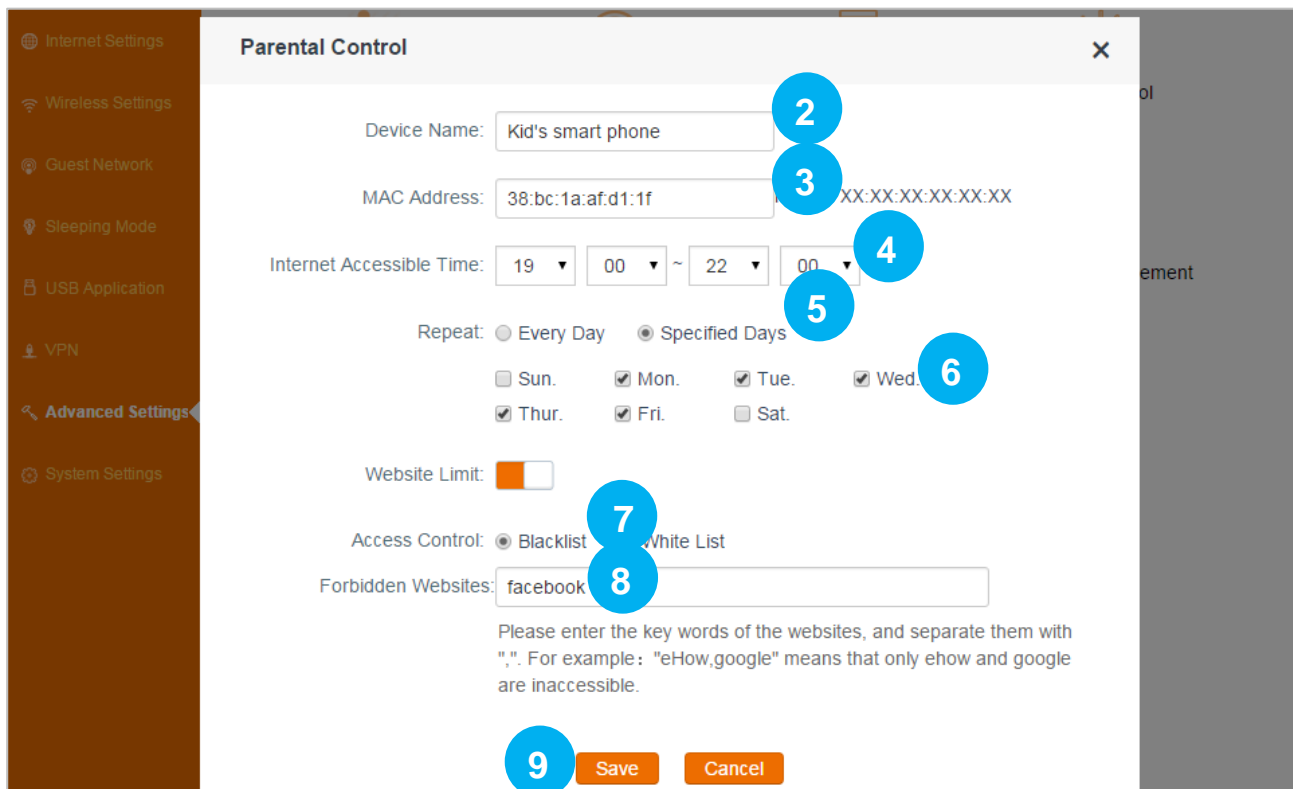 Internet Settings
Wireless Settings
Guest Network
Sleeping Mode
USB Application
VPN
Advanced Settings
System Settings
Parental Control ×
ol
ement
Device Name: Kid's smart phone 2
MAC Address: 38:bc:1a:af:d1:1f 3 XX:XX:XX:XX:XX:XX
Internet Accessible Time: 19 00 ~ 22 00 4
5
Repeat: Every Day Specified Days
Sun. Mon. Tue. Wed. 6
Thur. Fri. Sat.
Website Limit:
7
Access Control: Blacklist White List
Forbidden Websites: facebook 8
Please enter the key words of the websites, and separate them with
",". For example："eHow,google" means that only ehow and google
are inaccessible.
9 Save Cancel